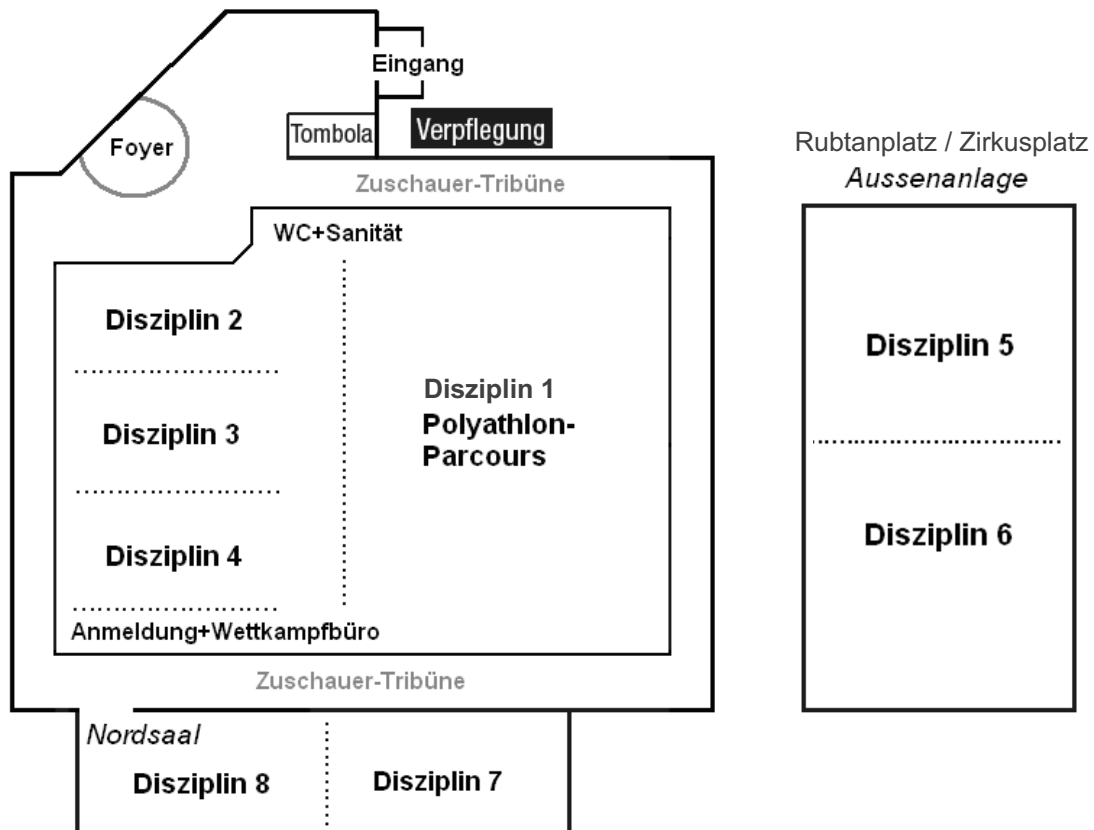 Eingang
Tombola
Verpflegung
Foyer
Zuschauer-Tribüne
WC+Sanität
Disziplin 2
Disziplin 3
Disziplin 4
Disziplin 1
Polyathlon-
Parcours
Anmeldung+Wettkampfbüro
Zuschauer-Tribüne
Nordsaal
Disziplin 8
Disziplin 7
Rubtanplatz / Zirkusplatz
Aussenanlage
Disziplin 5
Disziplin 6